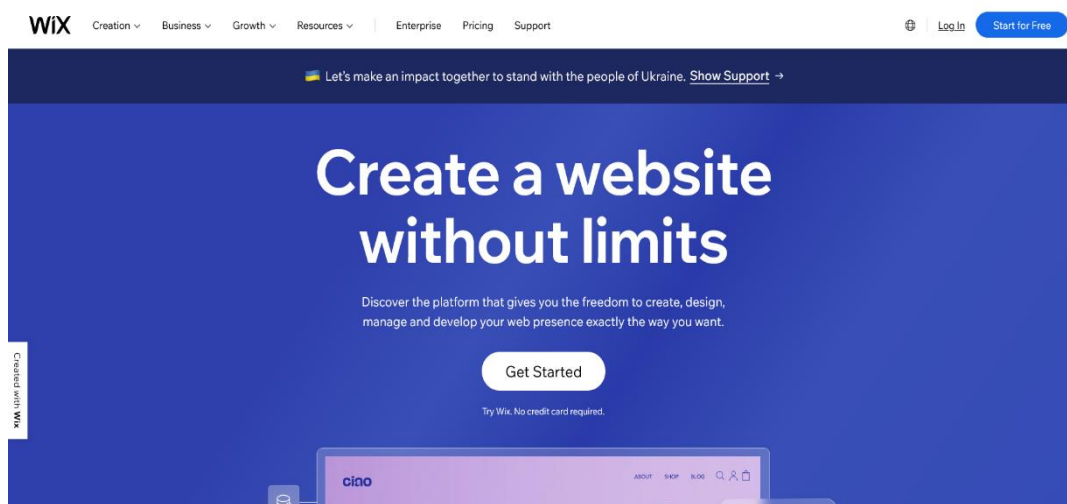 WiX Creation Business Growth Resources Enterprise Pricing Support Log In Start for Free
Let's make an impact together to stand with the people of Ukraine. Show Support →
Create a website
without limits
Discover the platform that gives you the freedom to create, design,
manage and develop your web presence exactly the way you want.
Get Started
Try Wix. No credit card required.
Created with Wix
ciao ABOUT SHOP BLOG